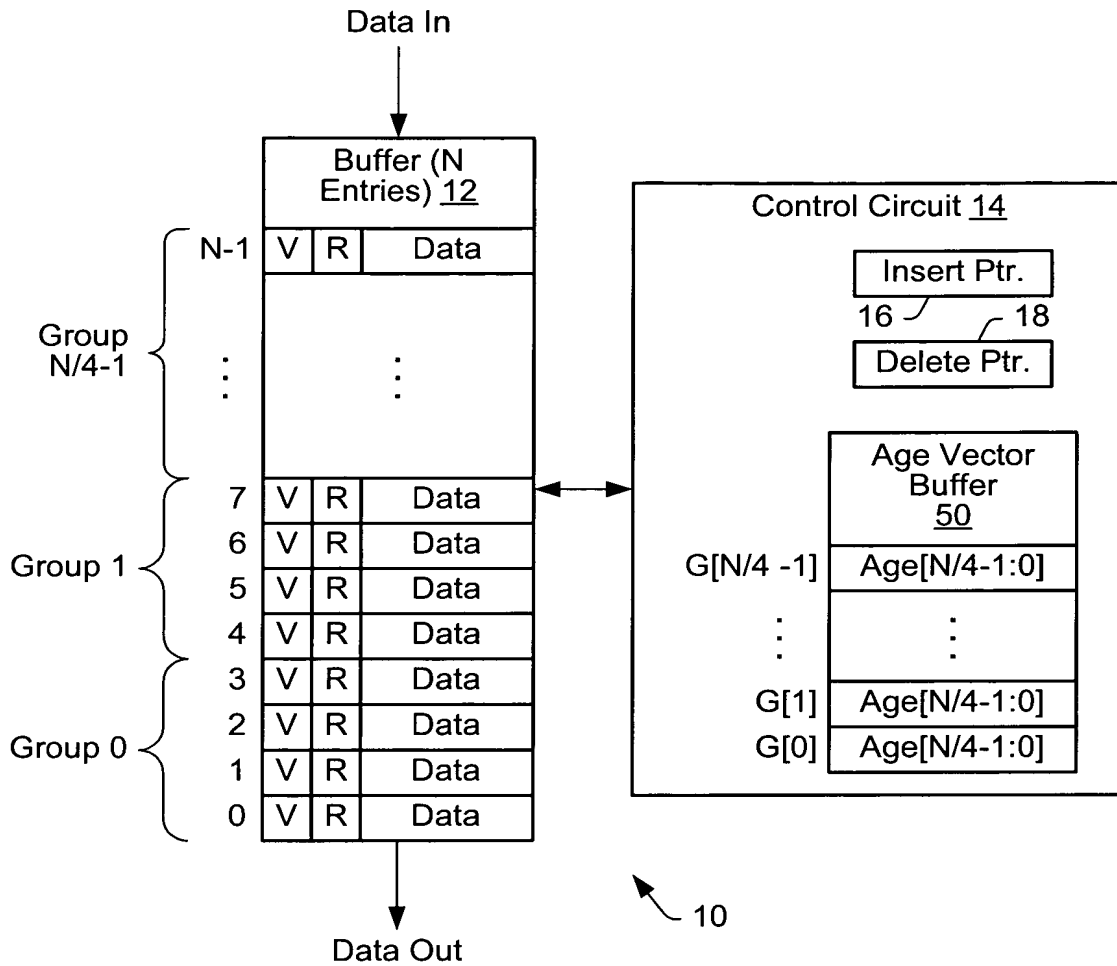 Data In
Buffer (N
Entries) 12
N-1 V R Data
Group
N/4-1
7 V R Data
6 V R Data
Group 1
5 V R Data
4 V R Data
3 V R Data
2 V R Data
Group 0
1 V R Data
0 V R Data
Data Out
Control Circuit 14
Insert Ptr.
16
18
Delete Ptr.
Age Vector
Buffer
50
G[N/4 -1] Age[N/4-1:0]
G[1] Age[N/4-1:0]
G[0] Age[N/4-1:0]
10